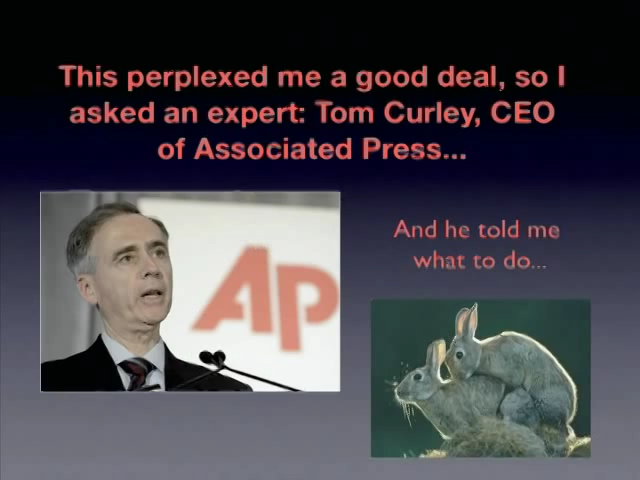 This perplexed me a good deal, so I
asked an expert: Tom Curley, CEO
of Associated Press...
And he told me
what to do...
AP